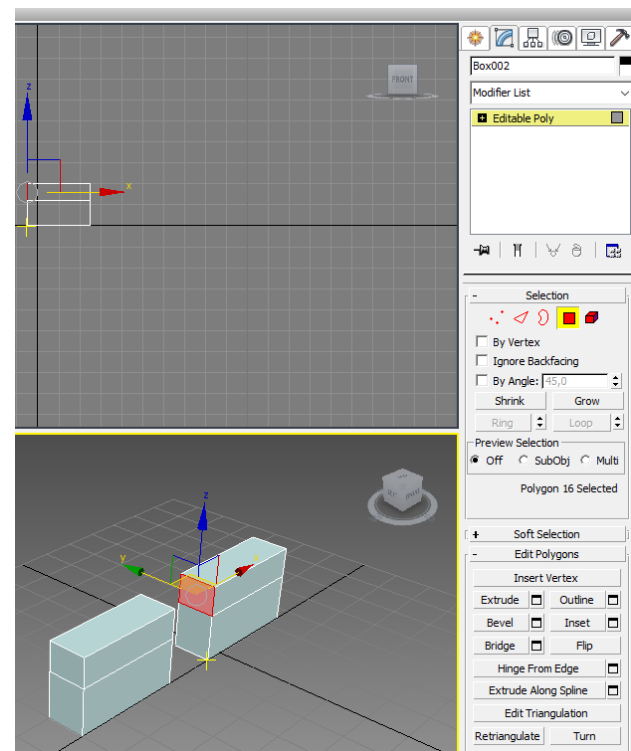 FRONT
z
x
z
y
x
Box002
Modifier List
Editable Poly
- Selection
By Vertex
Ignore Backfacing
By Angle: 45,0
Shrink Grow
Ring Loop
Preview Selection
Off SubObj Multi
Polygon 16 Selected
+ Soft Selection
- Edit Polygons
Insert Vertex
Extrude Outline
Bevel Inset
Bridge Flip
Hinge From Edge
Extrude Along Spline
Edit Triangulation
Retriangulate Turn